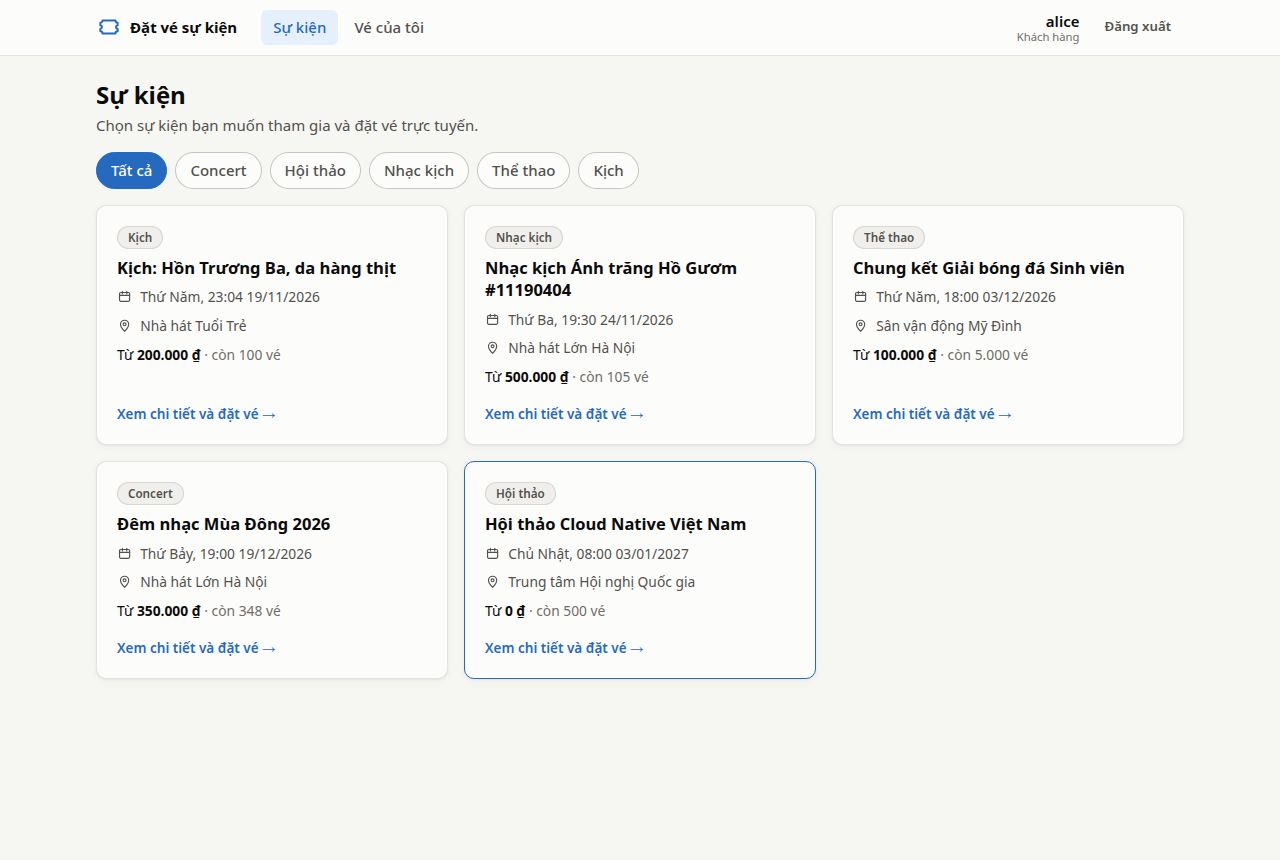 Đặt vé sự kiện
Sự kiện
Vé của tôi
alice
Khách hàng
Đăng xuất
Sự kiện
Chọn sự kiện bạn muốn tham gia và đặt vé trực tuyến.
Tất cả
Concert
Hội thảo
Nhạc kịch
Thể thao
Kịch
Kịch
Kịch: Hồn Trương Ba, da hàng thịt
Thứ Năm, 23:04 19/11/2026
Nhà hát Tuổi Trẻ
Từ 200.000 ₫ · còn 100 vé
Xem chi tiết và đặt vé →
Nhạc kịch
Nhạc kịch Ánh trăng Hồ Gươm
#11190404
Thứ Ba, 19:30 24/11/2026
Nhà hát Lớn Hà Nội
Từ 500.000 ₫ · còn 105 vé
Xem chi tiết và đặt vé →
Thể thao
Chung kết Giải bóng đá Sinh viên
Thứ Năm, 18:00 03/12/2026
Sân vận động Mỹ Đình
Từ 100.000 ₫ · còn 5.000 vé
Xem chi tiết và đặt vé →
Concert
Đêm nhạc Mùa Đông 2026
Thứ Bảy, 19:00 19/12/2026
Nhà hát Lớn Hà Nội
Từ 350.000 ₫ · còn 348 vé
Xem chi tiết và đặt vé →
Hội thảo
Hội thảo Cloud Native Việt Nam
Chủ Nhật, 08:00 03/01/2027
Trung tâm Hội nghị Quốc gia
Từ 0 ₫ · còn 500 vé
Xem chi tiết và đặt vé →